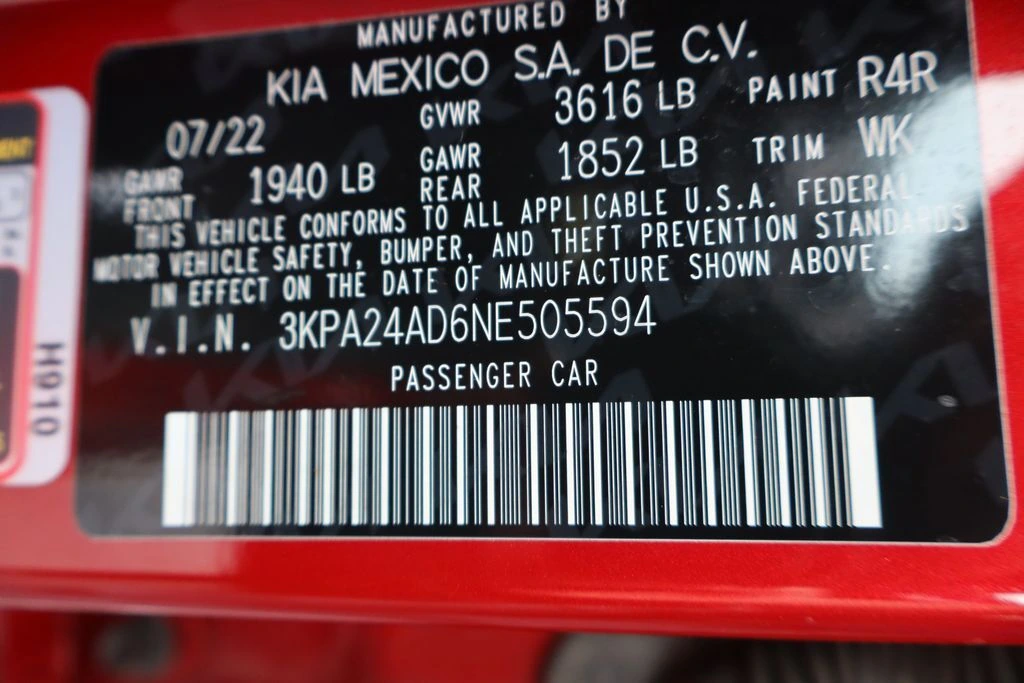 MANUFACTURED BY
KIA MEXICO S.A. DE C.V.
07/22 GVWR 3616 LB PAINT R4R
GAWR FRONT 1940 LB GAWR REAR 1852 LB TRIM WK
THIS VEHICLE CONFORMS TO ALL APPLICABLE U.S.A. FEDERAL
MOTOR VEHICLE SAFETY, BUMPER, AND THEFT PREVENTION STANDARDS
IN EFFECT ON THE DATE OF MANUFACTURE SHOWN ABOVE.
V.I.N. 3KPA24AD6NE505594
PASSENGER CAR
H910